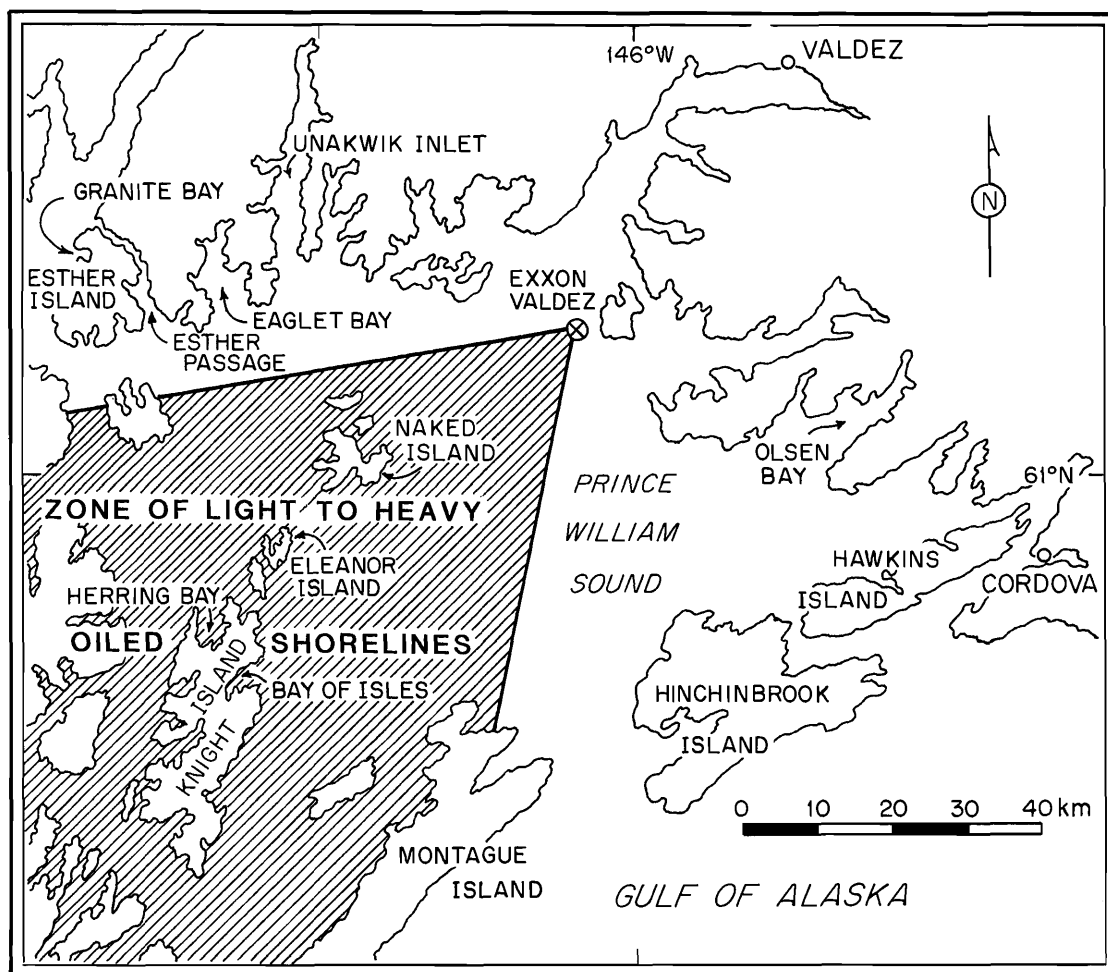 146°W
VALDEZ
UNAKWIK INLET
GRANITE BAY
N
ESTHER
ISLAND
EXXON
VALDEZ
EAGLET BAY
ESTHER
PASSAGE
NAKED
ISLAND
OLSEN
BAY
61°N
PRINCE
WILLIAM
SOUND
ZONE OF LIGHT TO HEAVY
ELEANOR
ISLAND
HAWKINS
ISLAND
CORDOVA
HERRING BAY
OILED SHORELINES
BAY OF ISLES
KNIGHT ISLAND
HINCHINBROOK
ISLAND
0 10 20 30 40 km
MONTAGUE
ISLAND
GULF OF ALASKA